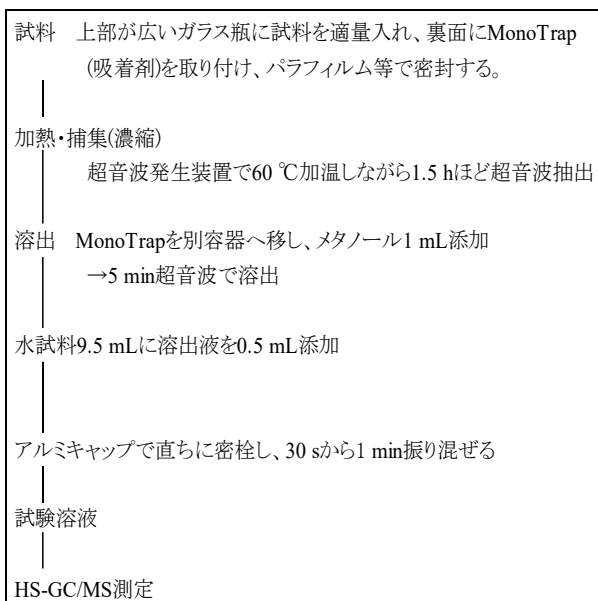 試料　上部が広いガラス瓶に試料を適量入れ、裏面にMonoTrap
(吸着剤)を取り付け、パラフィルム等で密封する。
加熱・捕集(濃縮)
超音波発生装置で60 ℃加温しながら1.5 hほど超音波抽出
溶出　MonoTrapを別容器へ移し、メタノール1 mL添加
→5 min超音波で溶出
水試料9.5 mLに溶出液を0.5 mL添加
アルミキャップで直ちに密栓し、30 sから1 min振り混ぜる
試験溶液
HS-GC/MS測定